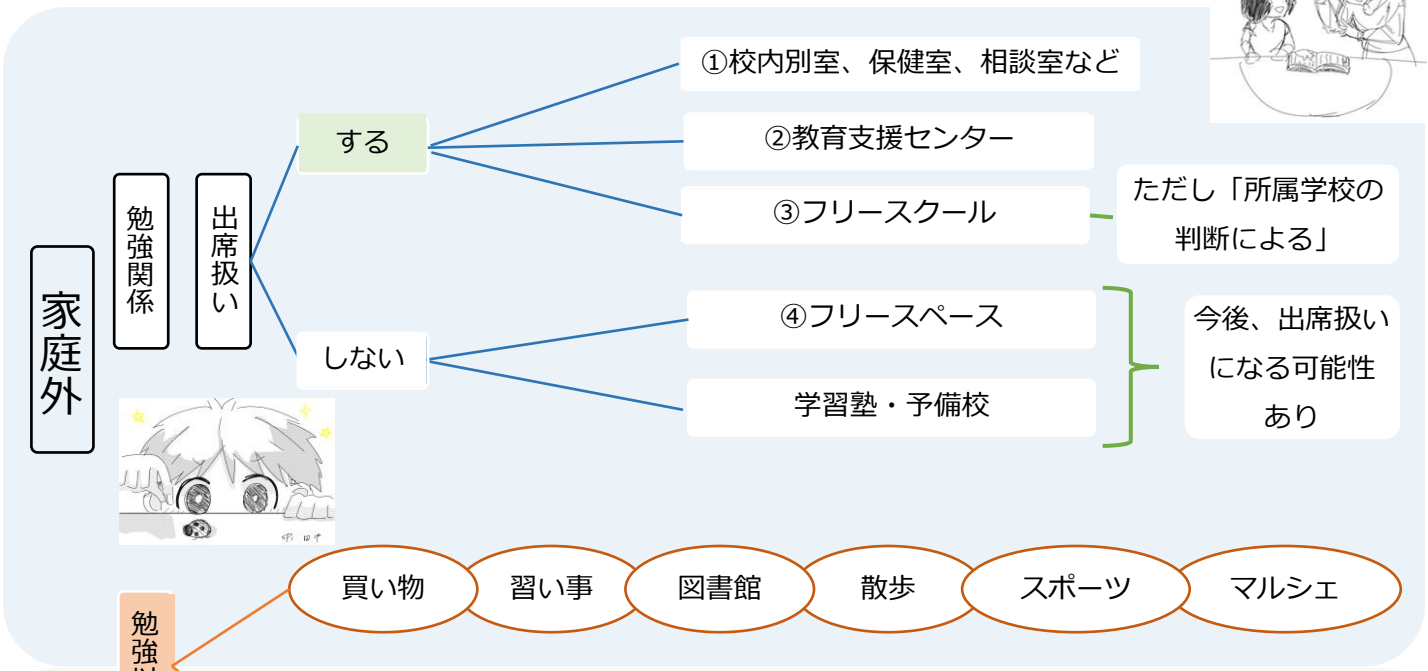 家庭外
勉強関係
出席扱い
する
①校内別室、保健室、相談室など
②教育支援センター
③フリースクール
ただし「所属学校の
判断による」
しない
④フリースペース
学習塾・予備校
今後、出席扱い
になる可能性
あり
勉強
買い物
習い事
図書館
散歩
スポーツ
マルシェ